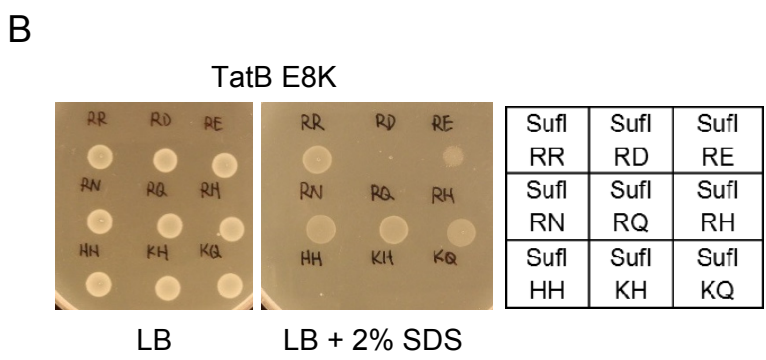 B
TatB E8K
RR RD RE
RN RQ RH
HH KH KQ
RR RD RE
RN RQ RH
HH KH KQ
SufI SufI SufI
RR RD RE
SufI SufI SufI
RN RQ RH
SufI SufI SufI
HH KH KQ
LB
LB + 2% SDS